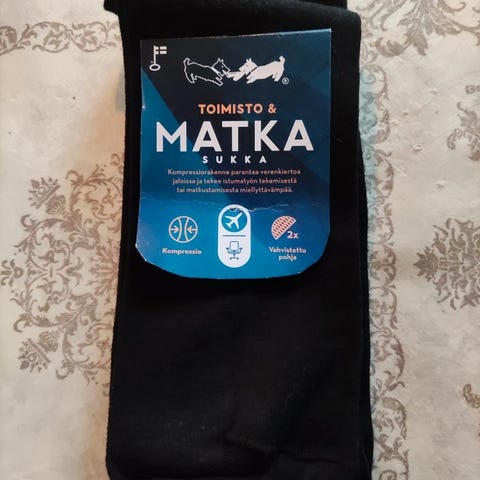 ®
TOIMISTO &
MATKA
SUKKA
Kompressiorakenne parantaa verenkiertoa
jaloissa ja tekee istumatyön tekemisestä
tai matkustamisesta miellyttävämpää.
2x
Kompressio
Vahvistettu
pohja